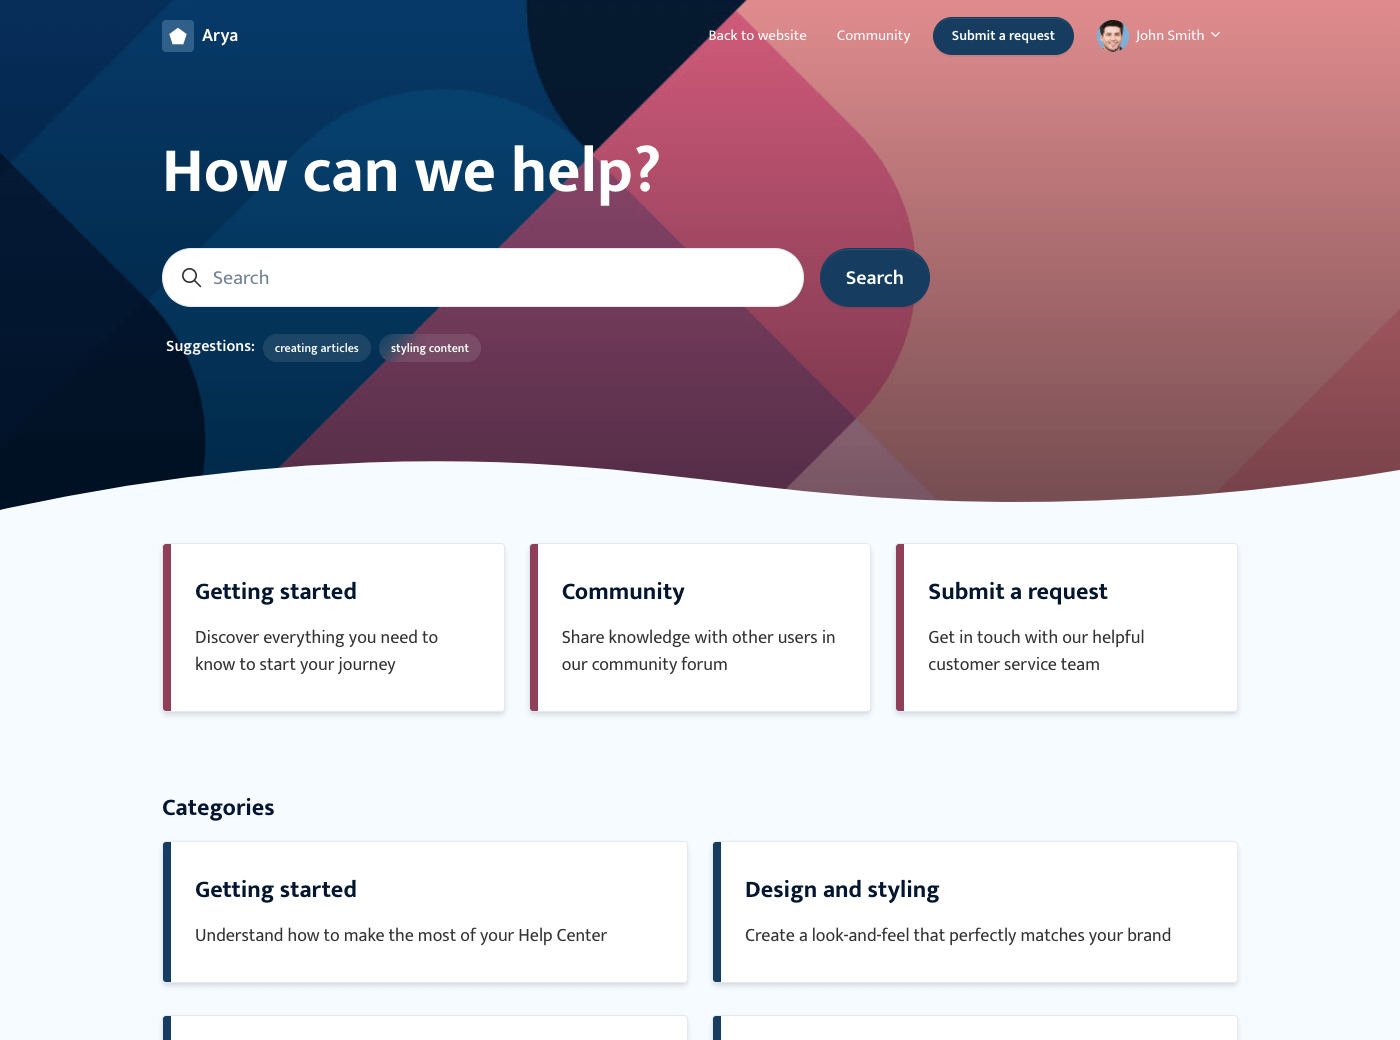 Arya
Back to website
Community
Submit a request
John Smith
How can we help?
Search
Search
Suggestions:
creating articles
styling content
Getting started
Discover everything you need to
know to start your journey
Community
Share knowledge with other users in
our community forum
Submit a request
Get in touch with our helpful
customer service team
Categories
Getting started
Understand how to make the most of your Help Center
Design and styling
Create a look-and-feel that perfectly matches your brand